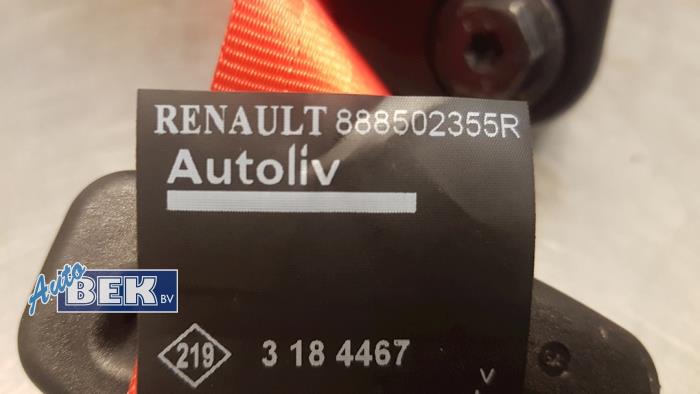 RENAULT 888502355R
Autoliv
Auto
BEK BV
219 3 18 4467
V